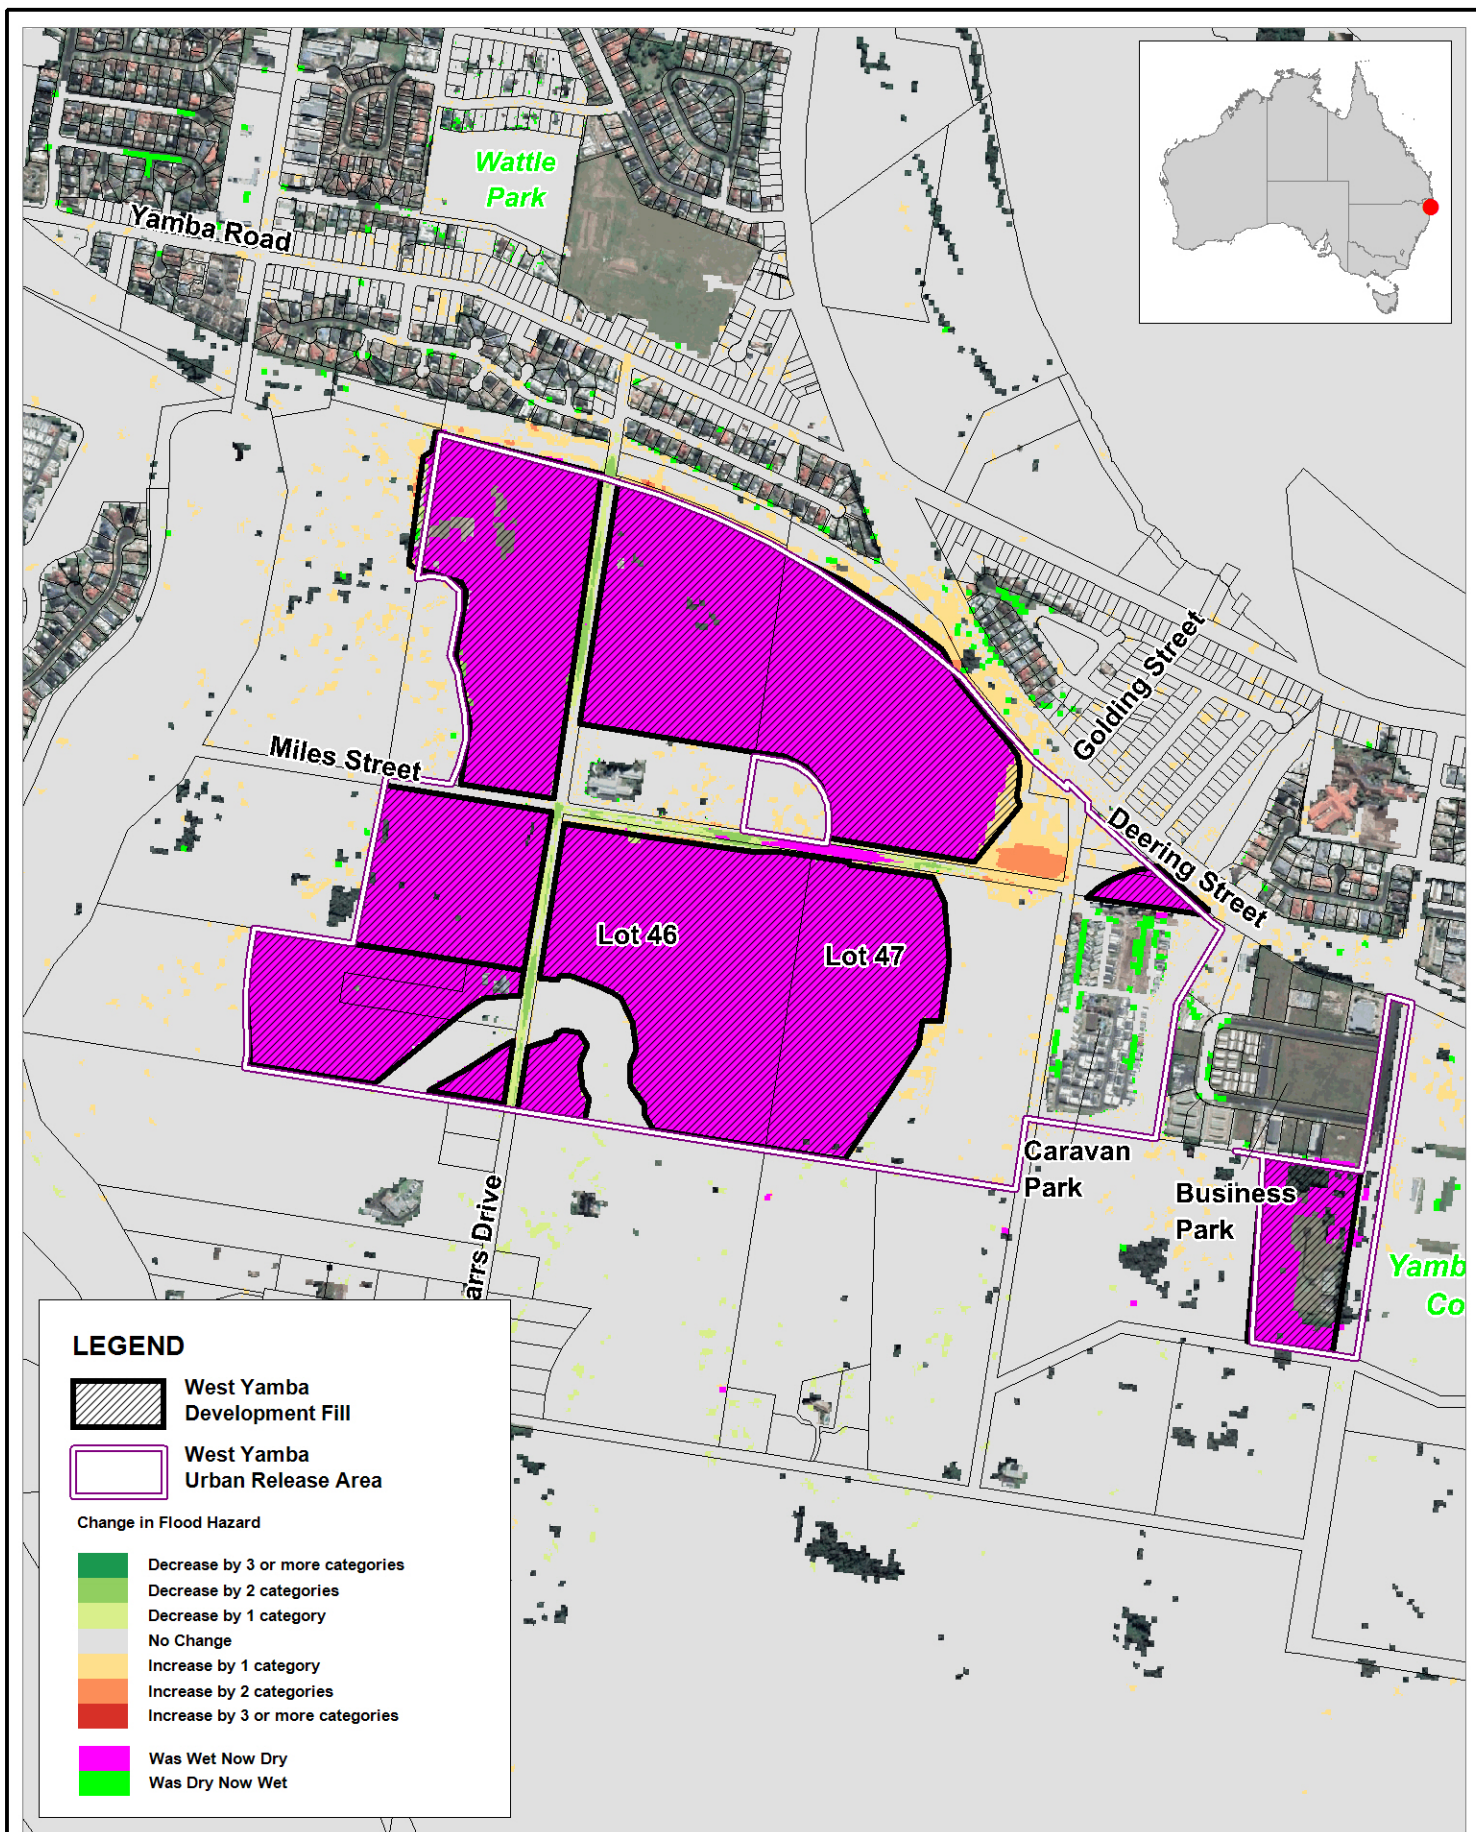 Wattle
Park
Yamba Road
Golding Street
Miles Street
Deering Street
Lot 46
Lot 47
Caravan
Park
Business
Park
arrs Drive
Yamb
Co
LEGEND
West Yamba
Development Fill
West Yamba
Urban Release Area
Change in Flood Hazard
Decrease by 3 or more categories
Decrease by 2 categories
Decrease by 1 category
No Change
Increase by 1 category
Increase by 2 categories
Increase by 3 or more categories
Was Wet Now Dry
Was Dry Now Wet